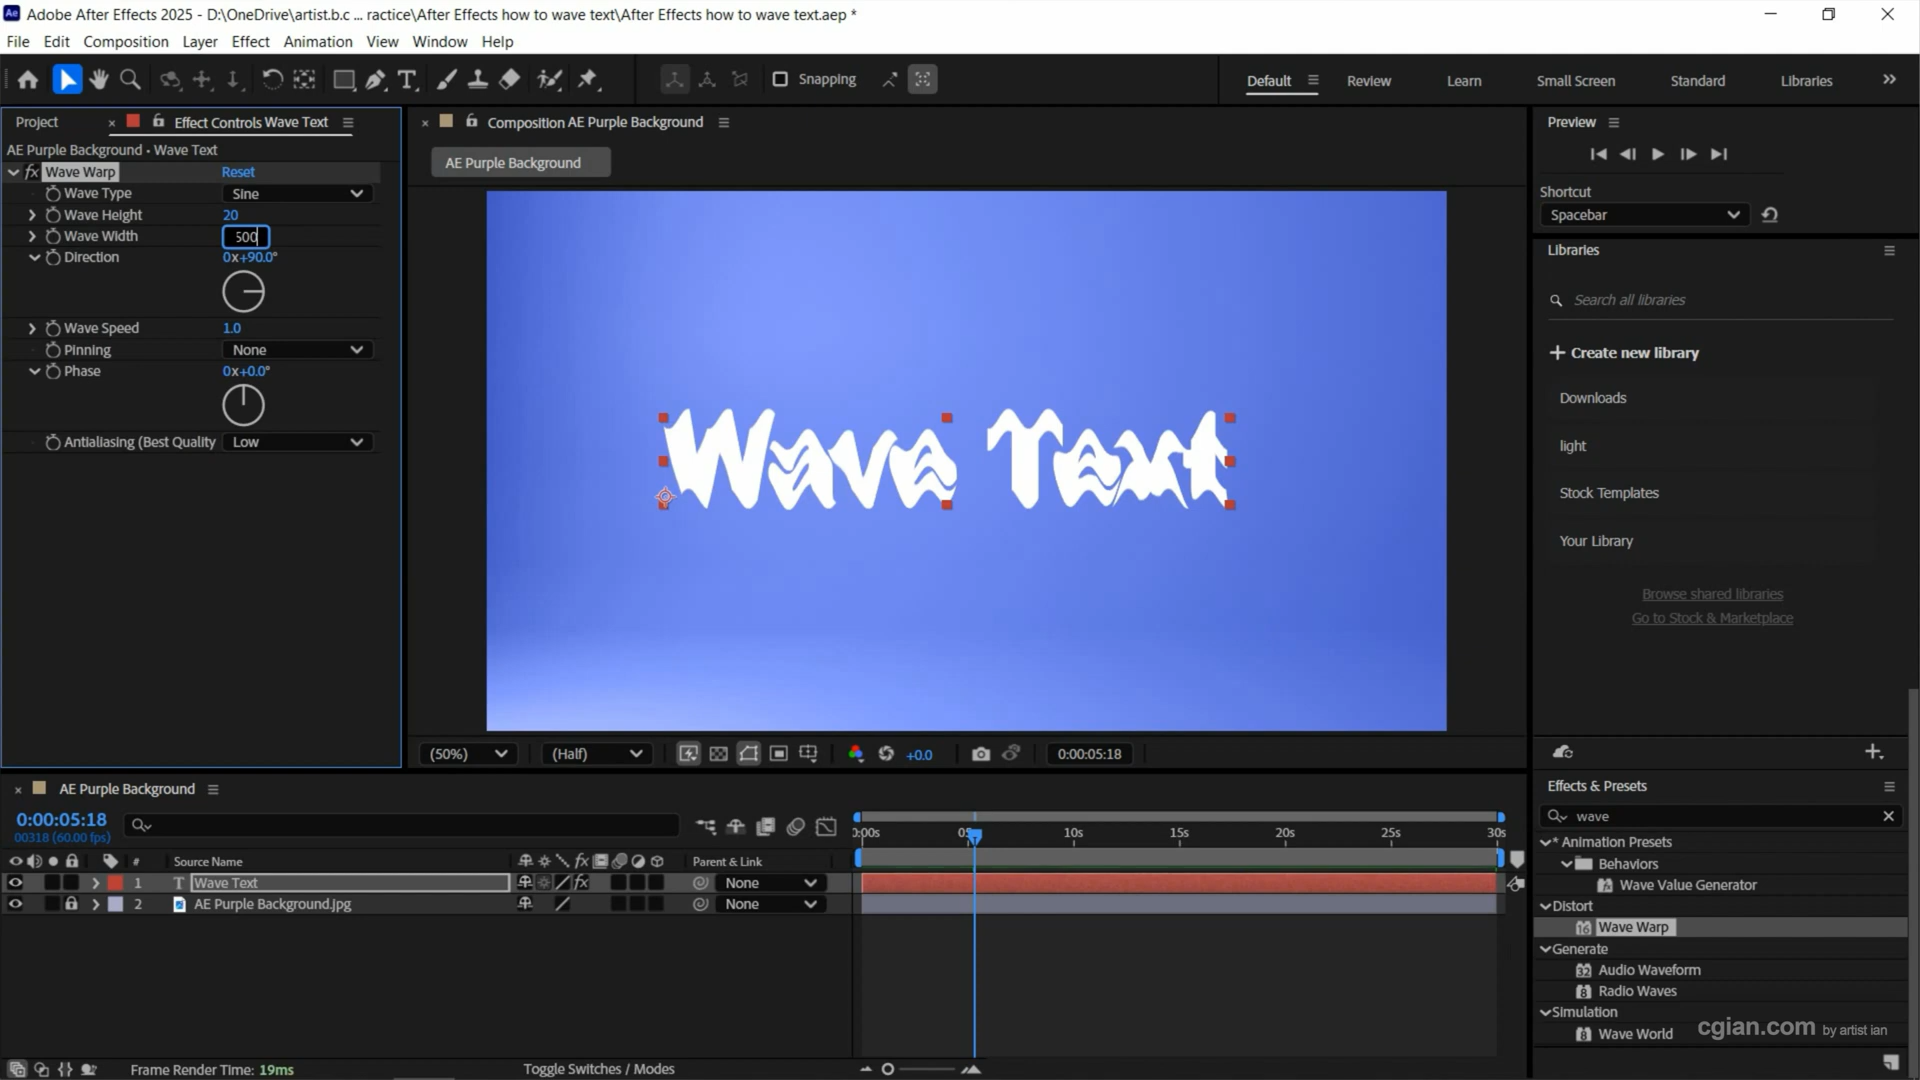 Adobe After Effects 2025 - D:\OneDrive\artist.b.c ... ractice\After Effects how to wave text\After Effects how to wave text.aep *
File Edit Composition Layer Effect Animation View Window Help
Snapping
Default Review Learn Small Screen Standard Libraries
Project Effect Controls Wave Text
AE Purple Background • Wave Text
fx Wave Warp Reset
Wave Type Sine
Wave Height 20
Wave Width 500
Direction 0x+90.0°
Wave Speed 1.0
Pinning None
Phase 0x+0.0°
Antialiasing (Best Quality Low
Composition AE Purple Background
AE Purple Background
Wave Text
(50%) (Half) +0.0 0:00:05:18
Preview
Shortcut
Spacebar
Libraries
Search all libraries
Create new library
Downloads
light
Stock Templates
Your Library
Browse shared libraries
Go to Stock & Marketplace
Effects & Presets
wave
* Animation Presets
Behaviors
Wave Value Generator
Distort
Wave Warp
Generate
Audio Waveform
Radio Waves
Simulation
Wave World
AE Purple Background
0:00:05:18
00318 (60.00 fps)
# Source Name Parent & Link
1 T Wave Text fx None
2 AE Purple Background.jpg None
0:00s 05s 10s 15s 20s 25s 30s
Frame Render Time: 19ms
Toggle Switches / Modes
cgian.com by artist ian